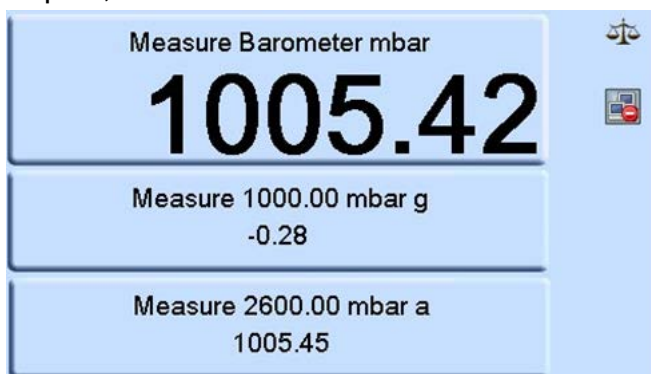 Measure Barometer mbar
1005.42
Measure 1000.00 mbar g
-0.28
Measure 2600.00 mbar a
1005.45